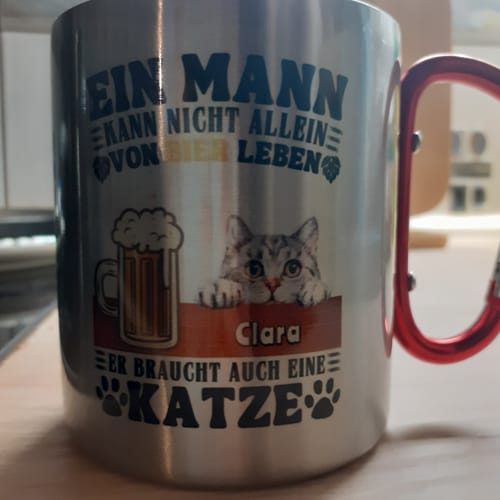 EIN MANN
KANN NICHT ALLEIN
VON BIER LEBEN
Clara
ER BRAUCHT AUCH EINE
KATZE